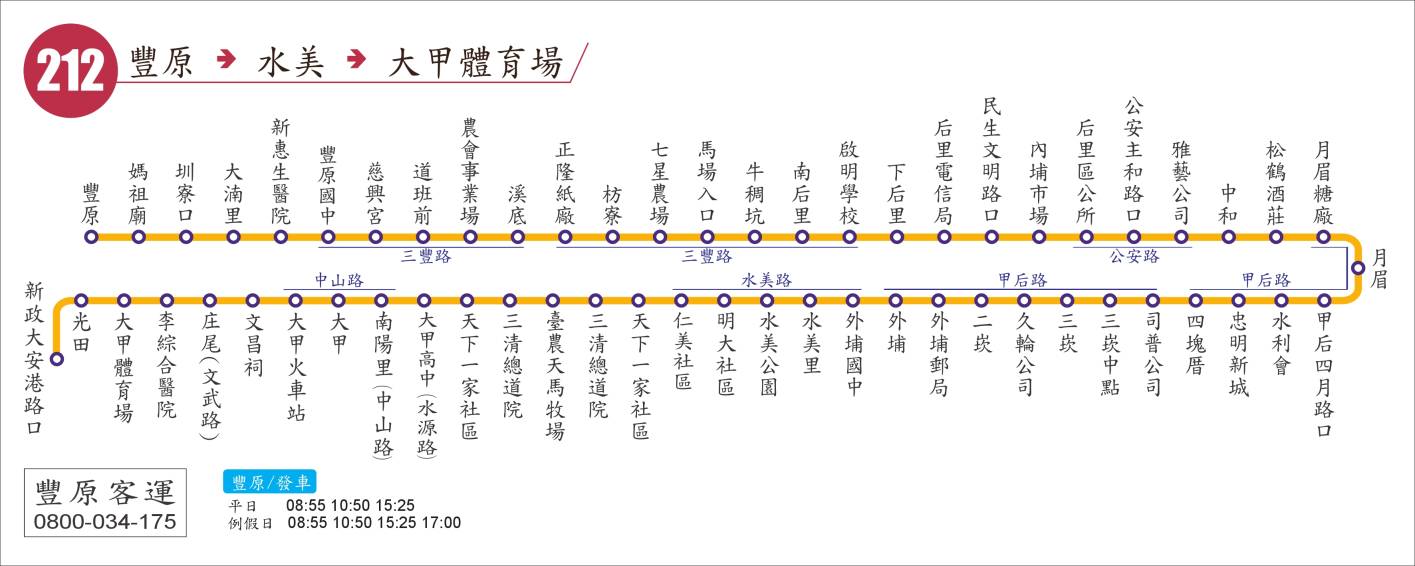 212 豐原 → 水美 → 大甲體育場
豐原
媽祖廟
圳寮口
大湳里
新惠生醫院
豐原國中
慈興宮
道班前
農會事業場
溪底
正隆紙廠
枋寮
七星農場
馬場入口
牛稠坑
南后里
啟明學校
下后里
后里電信局
民生文明路口
內埔市場
后里區公所
公安主和路口
雅藝公司
中和
松鶴酒莊
月眉糖廠
三豐路
三豐路
公安路
月眉
甲后路
甲后路
水美路
中山路
甲后四月路口
水利會
忠明新城
四塊厝
司普公司
三崁中點
三崁
久輪公司
二崁
外埔郵局
外埔
外埔國中
水美里
水美公園
明大社區
仁美社區
天下一家社區
三清總道院
臺農天馬牧場
三清總道院
天下一家社區
大甲高中(水源路)
南陽里(中山路)
大甲
大甲火車站
文昌祠
庄尾(文武路)
李綜合醫院
大甲體育場
光田
新政大安港路口
豐原客運
0800-034-175
豐原/發車
平日 08:55 10:50 15:25
例假日 08:55 10:50 15:25 17:00